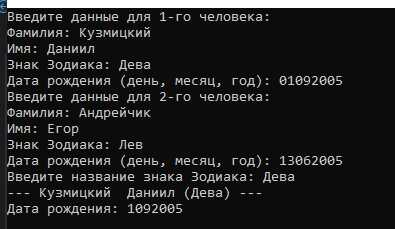 Введите данные для 1-го человека:
Фамилия: Кузмицкий
Имя: Даниил
Знак Зодиака: Дева
Дата рождения (день, месяц, год): 01092005
Введите данные для 2-го человека:
Фамилия: Андрейчик
Имя: Егор
Знак Зодиака: Лев
Дата рождения (день, месяц, год): 13062005
Введите название знака Зодиака: Дева
--- Кузмицкий  Даниил (Дева) ---
Дата рождения: 1092005